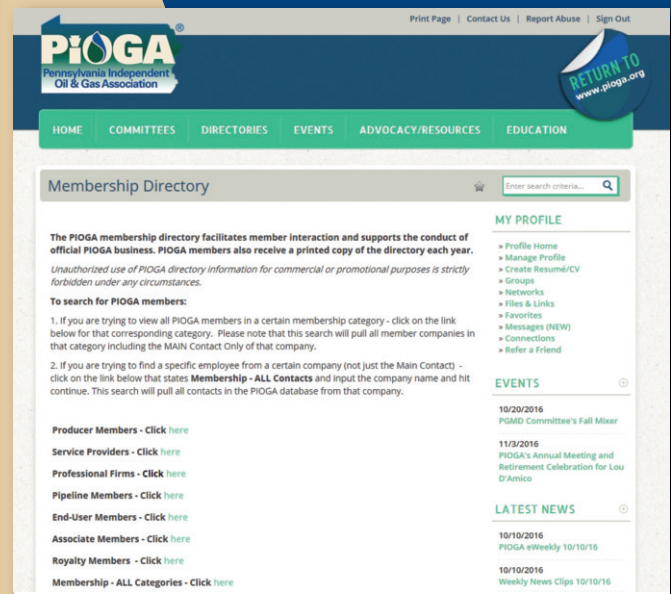 Print Page | Contact Us | Report Abuse | Sign Out
PIOGA®
Pennsylvania Independent
Oil & Gas Association
RETURN TO
www.pioga.org
HOME COMMITTEES DIRECTORIES EVENTS ADVOCACY/RESOURCES EDUCATION
Membership Directory
Enter search criteria...
The PIOGA membership directory facilitates member interaction and supports the conduct of
official PIOGA business. PIOGA members also receive a printed copy of the directory each year.
Unauthorized use of PIOGA directory information for commercial or promotional purposes is strictly
forbidden under any circumstances.
To search for PIOGA members:
1. If you are trying to view all PIOGA members in a certain membership category - click on the link
below for that corresponding category. Please note that this search will pull all member companies in
that category including the MAIN Contact Only of that company.
2. If you are trying to find a specific employee from a certain company (not just the Main Contact) -
click on the link below that states Membership - ALL Contacts and input the company name and hit
continue. This search will pull all contacts in the PIOGA database from that company.
Producer Members - Click here
Service Providers - Click here
Professional Firms - Click here
Pipeline Members - Click here
End-User Members - Click here
Associate Members - Click here
Royalty Members - Click here
Membership - ALL Categories - Click here
MY PROFILE
» Profile Home
» Manage Profile
» Create Resumé/CV
» Groups
» Networks
» Files & Links
» Favorites
» Messages (NEW)
» Connections
» Refer a Friend
EVENTS
10/20/2016
PGMD Committee's Fall Mixer
11/3/2016
PIOGA's Annual Meeting and
Retirement Celebration for Lou
D'Amico
LATEST NEWS
10/10/2016
PIOGA eWeekly 10/10/16
10/10/2016
Weekly News Clips 10/10/16